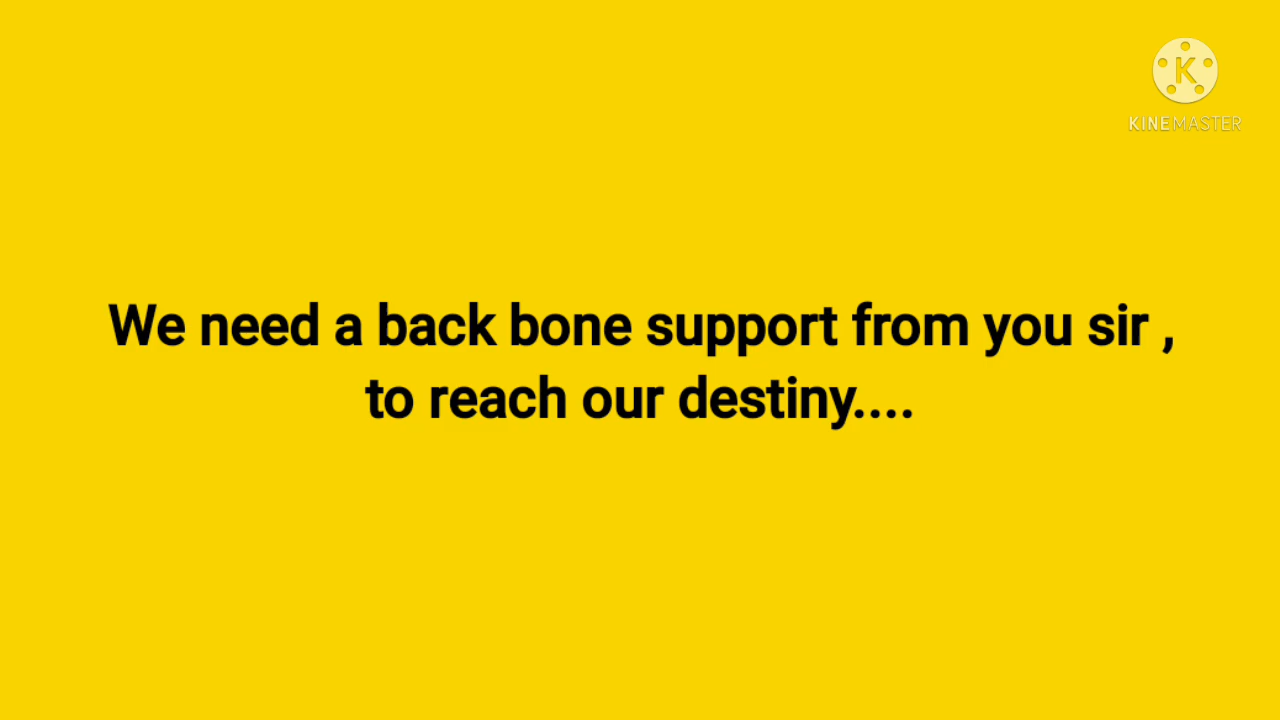 K
KINEMASTER
We need a back bone support from you sir ,
to reach our destiny....